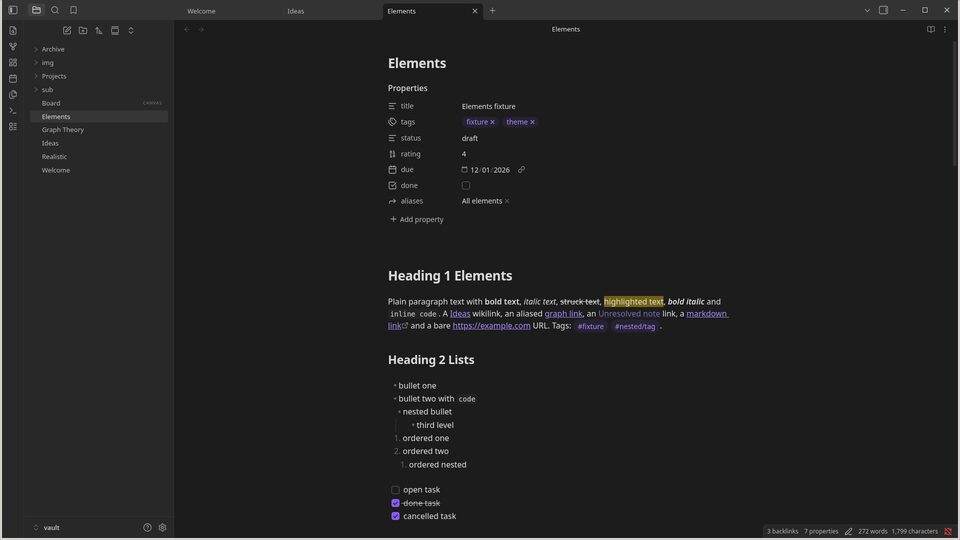 Welcome
Ideas
Elements
Elements
Archive
img
Projects
sub
Board CANVAS
Elements
Graph Theory
Ideas
Realistic
Welcome
vault
Elements
Properties
title Elements fixture
tags fixture theme
status draft
rating 4
due 12/01/2026
done
aliases All elements
Add property
Heading 1 Elements
Plain paragraph text with bold text, italic text, struck text, highlighted text, bold italic and
inline code. A Ideas wikilink, an aliased graph link, an Unresolved note link, a markdown
link and a bare https://example.com URL. Tags: #fixture #nested/tag .
Heading 2 Lists
bullet one
bullet two with code
nested bullet
third level
1. ordered one
2. ordered two
1. ordered nested
open task
done task
cancelled task
3 backlinks 7 properties 272 words 1,799 characters